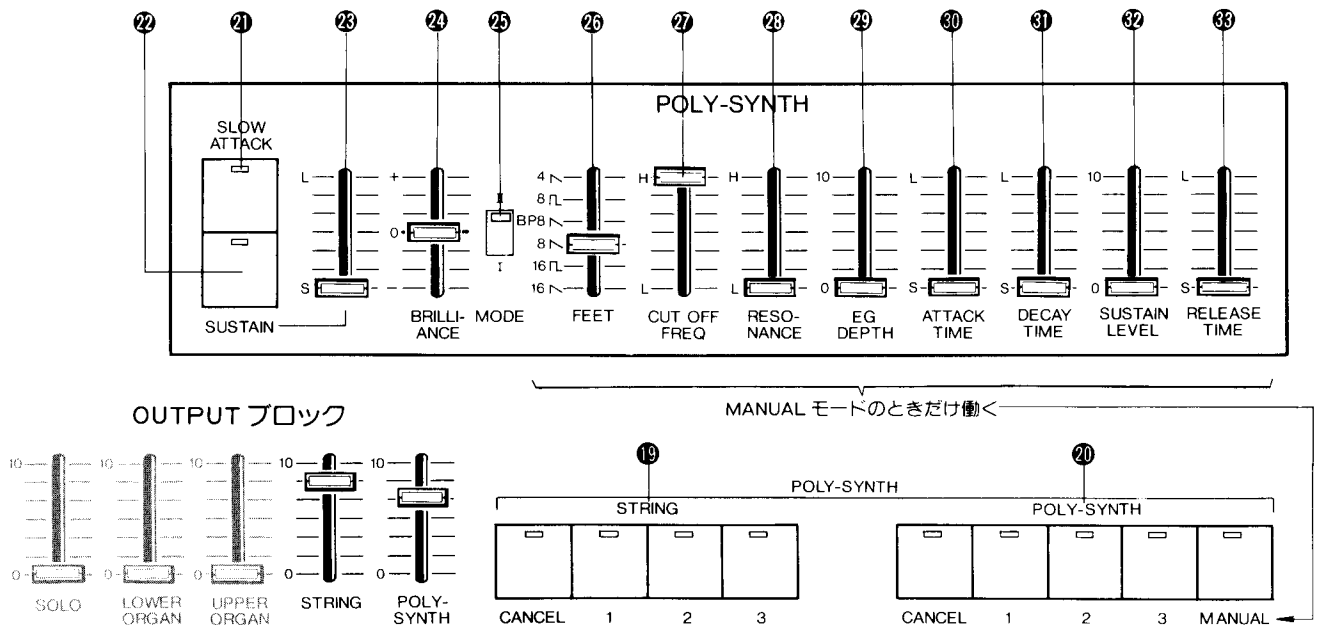 22 21 23 24 25 26 27 28 29 30 31 32 33
POLY-SYNTH
SLOW
ATTACK
L + II 4 H H 10 L L 10 L
8
BP8
0 8
16
S I 16 L L 0 S S 0 S
SUSTAIN
BRILLI-
ANCE
MODE
FEET
CUT OFF
FREQ
RESO-
NANCE
EG
DEPTH
ATTACK
TIME
DECAY
TIME
SUSTAIN
LEVEL
RELEASE
TIME
MANUAL モードのときだけ働く
OUTPUT ブロック
10 10 10 10 10
0 0 0 0 0
SOLO
LOWER
ORGAN
UPPER
ORGAN
STRING
POLY-
SYNTH
19 20
POLY-SYNTH
STRING
CANCEL 1 2 3
POLY-SYNTH
CANCEL 1 2 3 MANUAL